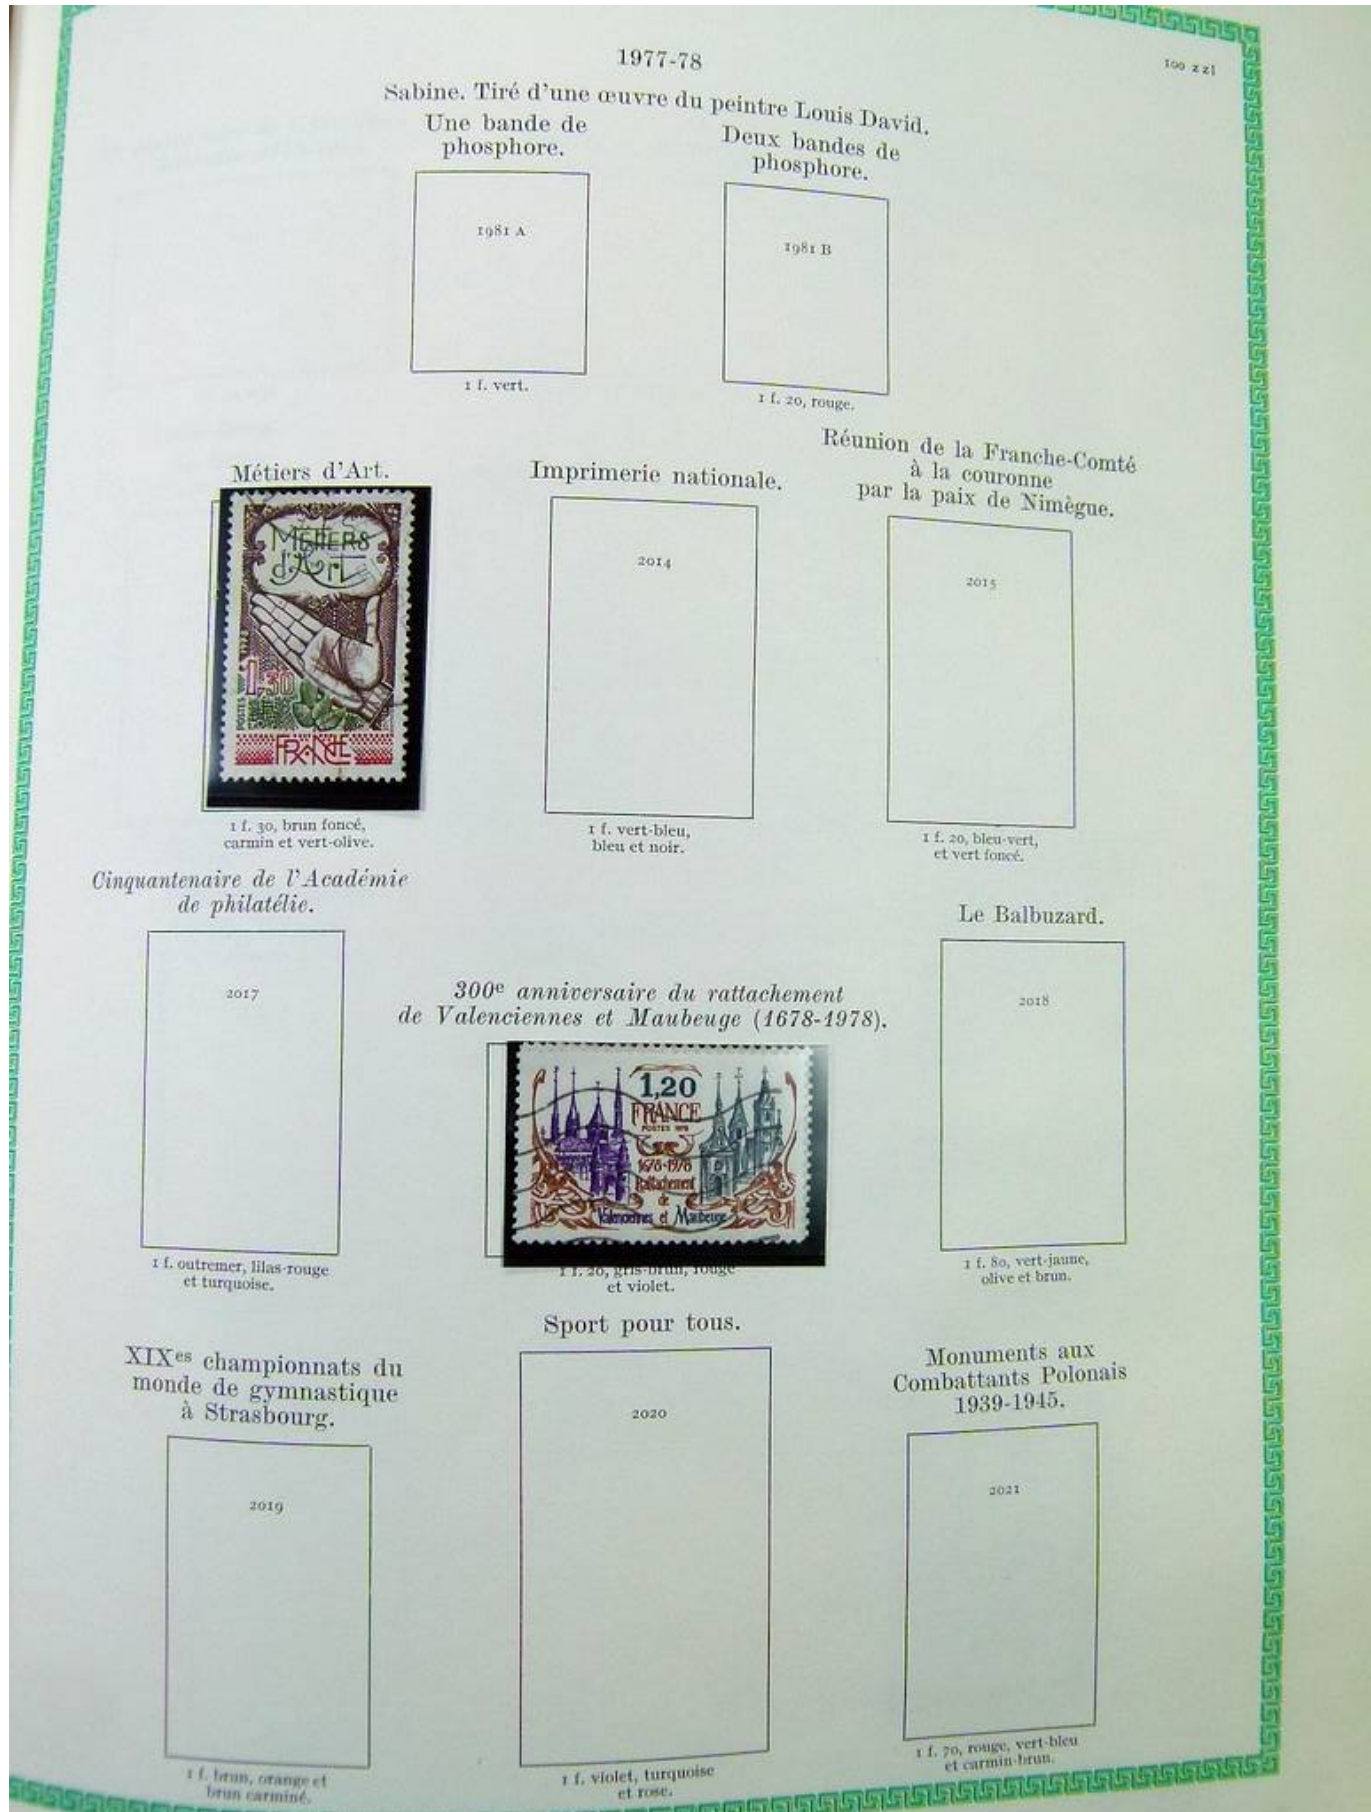 1977-78
100 zzl
Sabine. Tiré d'une œuvre du peintre Louis David.
Une bande de
phosphore.
Deux bandes de
phosphore.
1981 A
1981 B
1 f. vert.
1 f. 20, rouge.
Métiers d'Art.
Imprimerie nationale.
Réunion de la Franche-Comté
à la couronne
par la paix de Nimègue.
MÉTIERS
d'Art
1978
1,30
POSTES
FRANCE
2014
2015
1 f. 30, brun foncé,
carmin et vert-olive.
1 f. vert-bleu,
bleu et noir.
1 f. 20, bleu-vert,
et vert foncé.
Cinquantenaire de l'Académie
de philatélie.
2017
1 f. outremer, lilas-rouge
et turquoise.
300e anniversaire du rattachement
de Valenciennes et Maubeuge (1678-1978).
1,20
FRANCE
POSTES 1978
1678-1978
Rattachement
de
Valenciennes et Maubeuge
1 f. 20, gris-brun, rouge
et violet.
Le Balbuzard.
2018
1 f. 80, vert-jaune,
olive et brun.
XIXes championnats du
monde de gymnastique
à Strasbourg.
2019
1 f. brun, orange et
brun carminé.
Sport pour tous.
2020
1 f. violet, turquoise
et rose.
Monuments aux
Combattants Polonais
1939-1945.
2021
1 f. 70, rouge, vert-bleu
et carmin-brun.